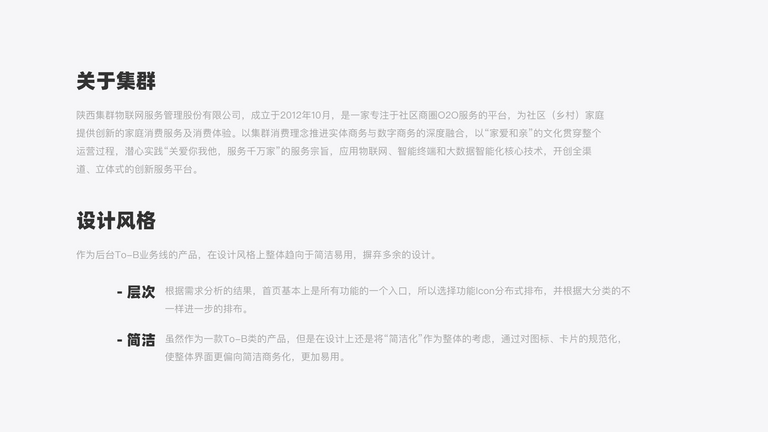 关于集群
陕西集群物联网服务管理股份有限公司，成立于2012年10月，是一家专注于社区商圈O2O服务的平台，为社区（乡村）家庭
提供创新的家庭消费服务及消费体验。以集群消费理念推进实体商务与数字商务的深度融合，以“家爱和亲”的文化贯穿整个
运营过程，潜心实践“关爱你我他，服务千万家”的服务宗旨，应用物联网、智能终端和大数据智能化核心技术，开创全渠
道、立体式的创新服务平台。
设计风格
作为后台To-B业务线的产品，在设计风格上整体趋向于简洁易用，摒弃多余的设计。
- 层次 根据需求分析的结果，首页基本上是所有功能的一个入口，所以选择功能Icon分布式排布，并根据大分类的不
一样进一步的排布。
- 简洁 虽然作为一款To-B类的产品，但是在设计上还是将“简洁化”作为整体的考虑，通过对图标、卡片的规范化，
使整体界面更偏向简洁商务化，更加易用。